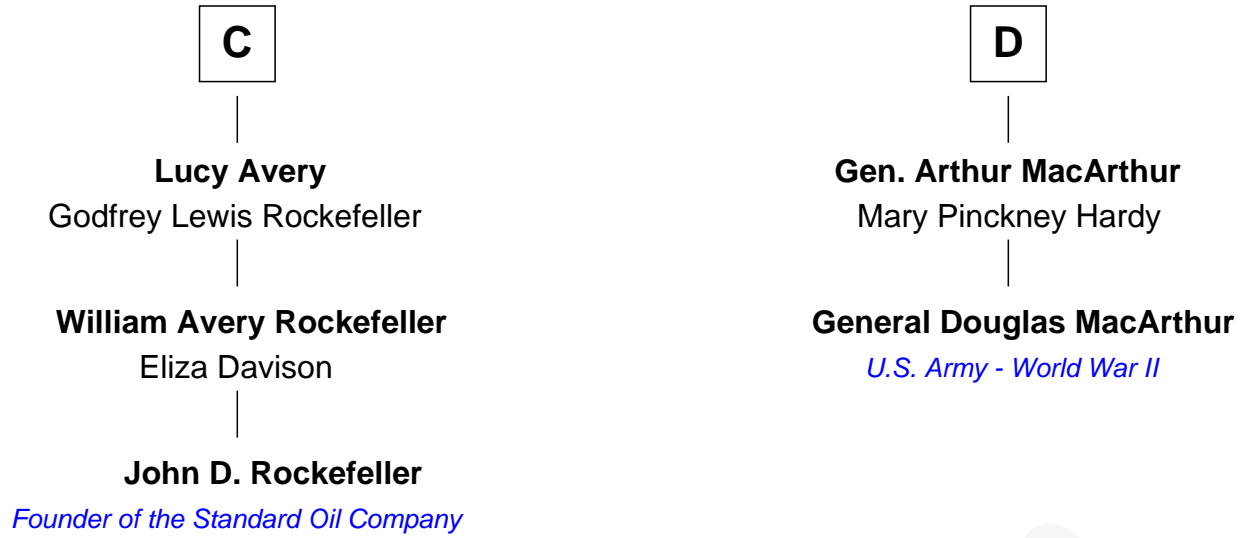 C
Lucy Avery
Godfrey Lewis Rockefeller
William Avery Rockefeller
Eliza Davison
John D. Rockefeller
Founder of the Standard Oil Company
D
Gen. Arthur MacArthur
Mary Pinckney Hardy
General Douglas MacArthur
U.S. Army - World War II